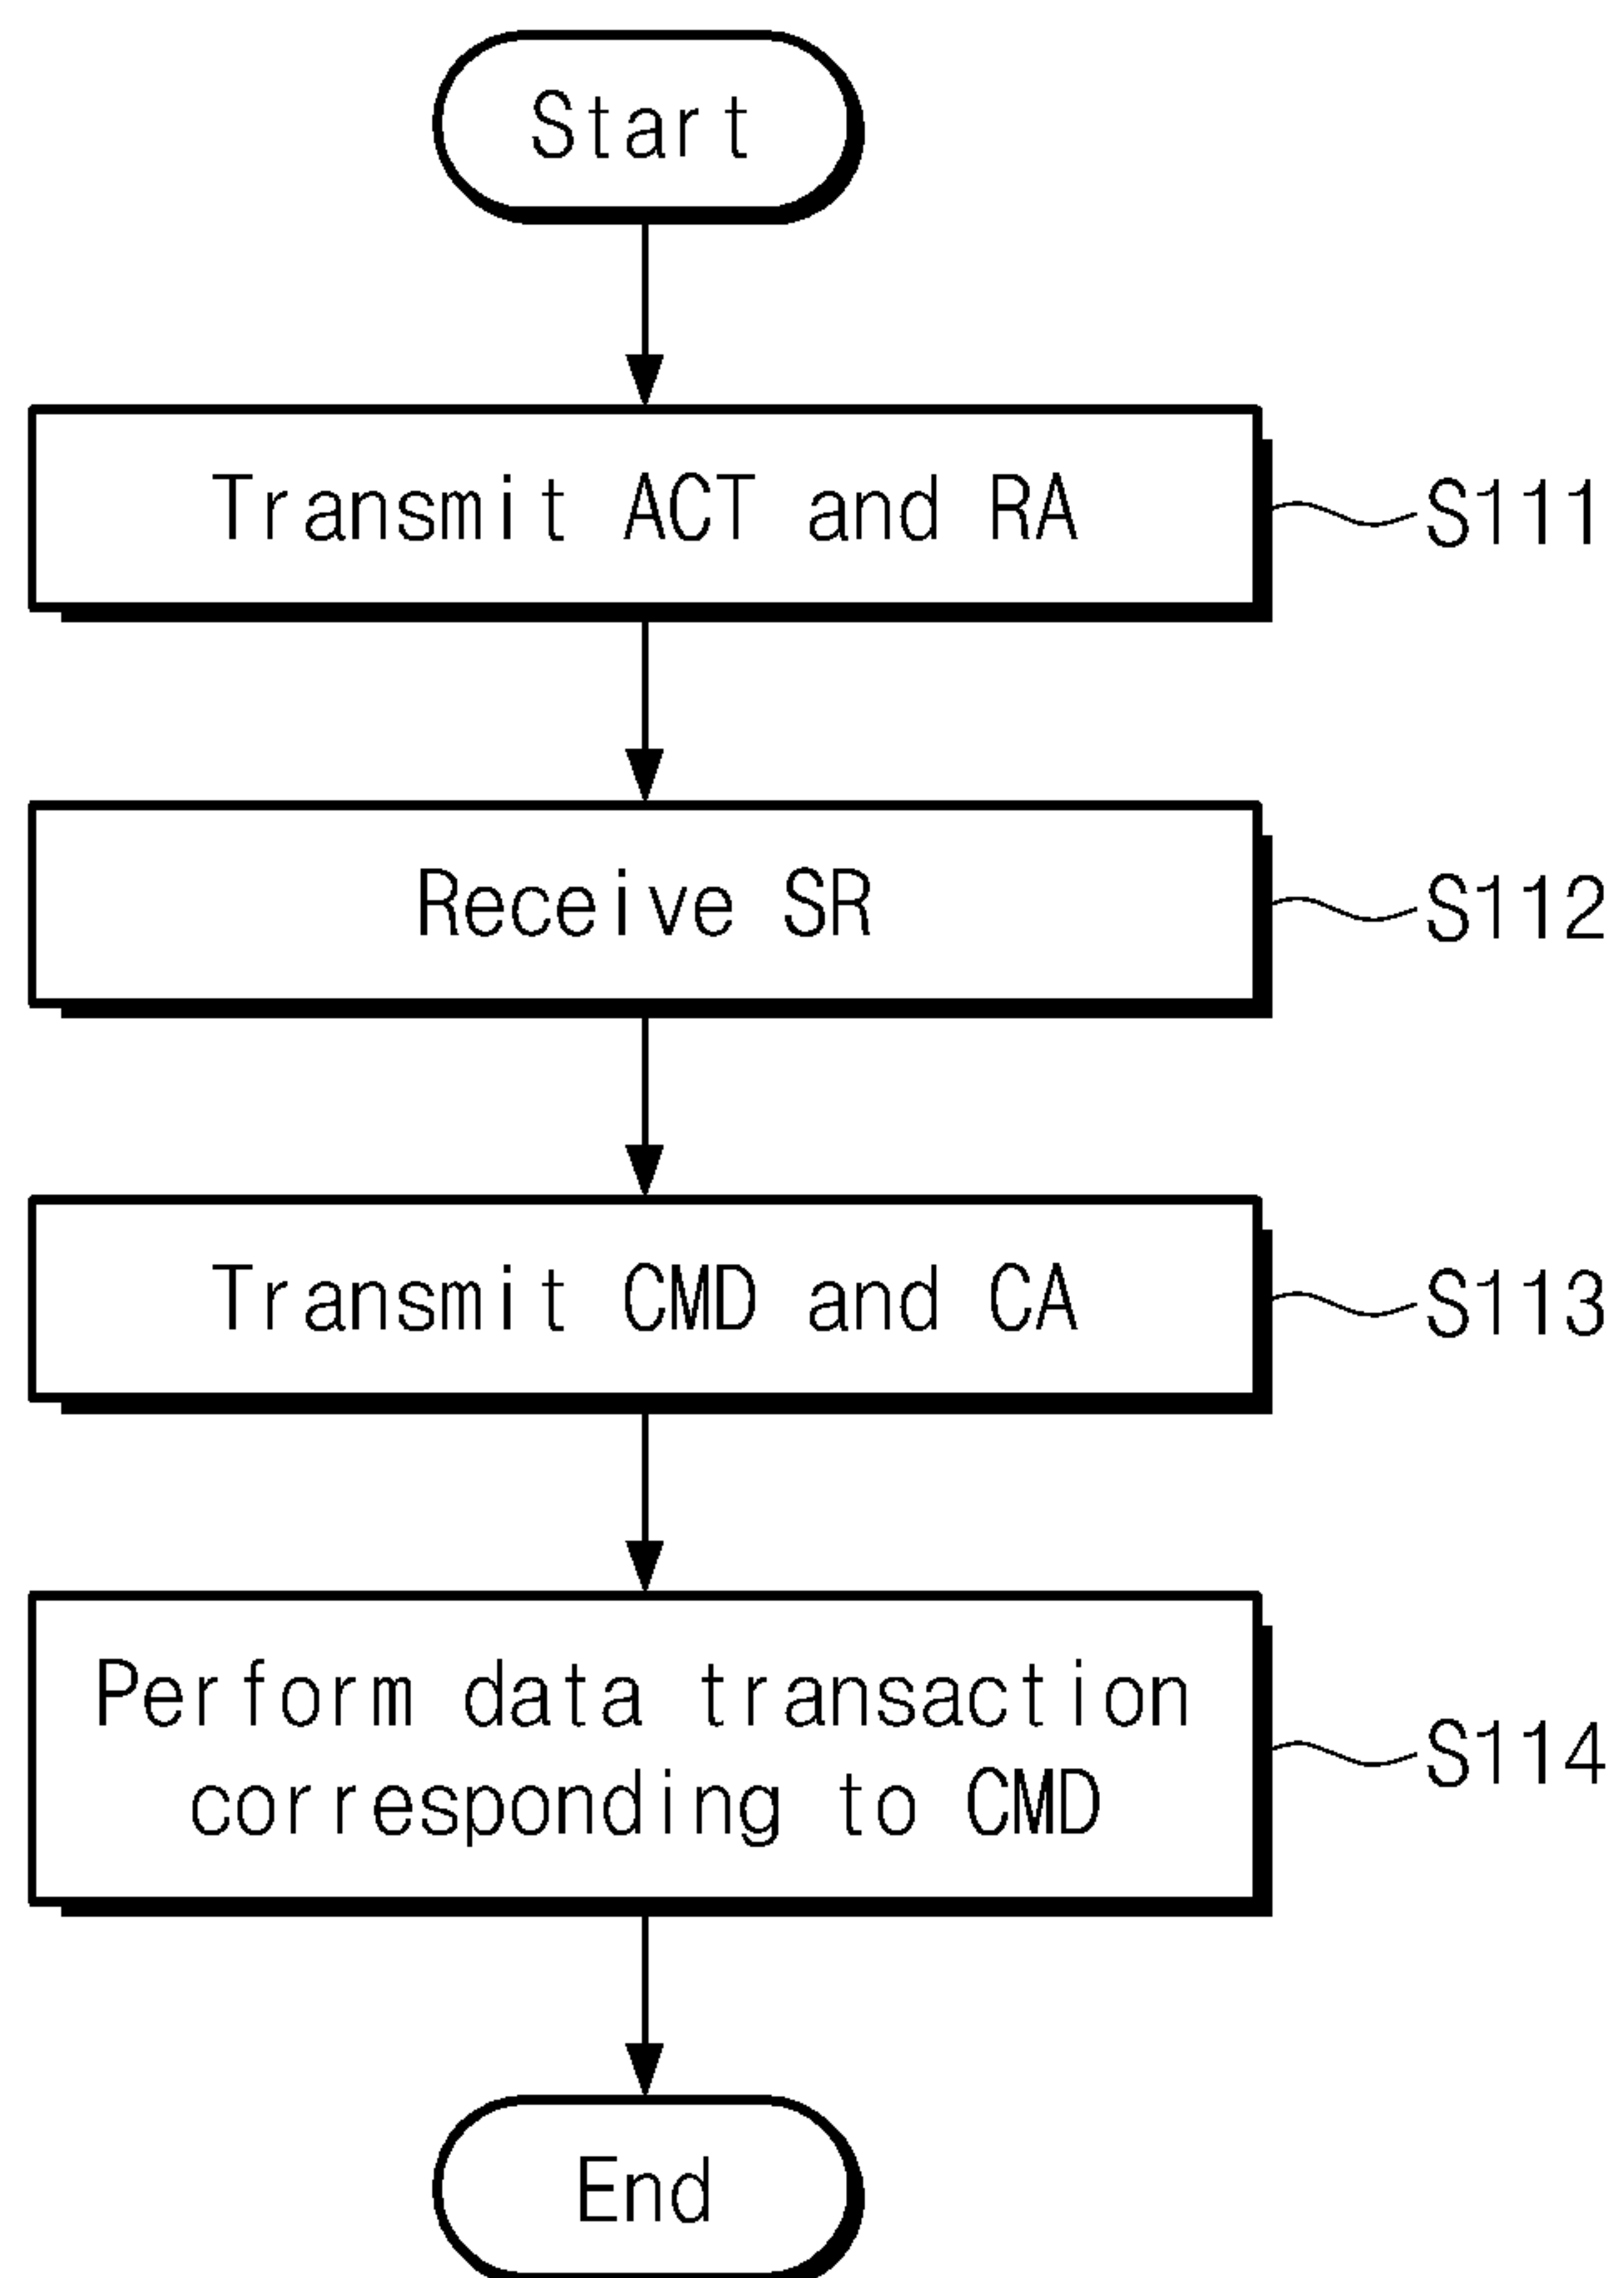 Start
Transmit ACT and RA
S111
Receive SR
S112
Transmit CMD and CA
S113
Perform data transaction
corresponding to CMD
S114
End